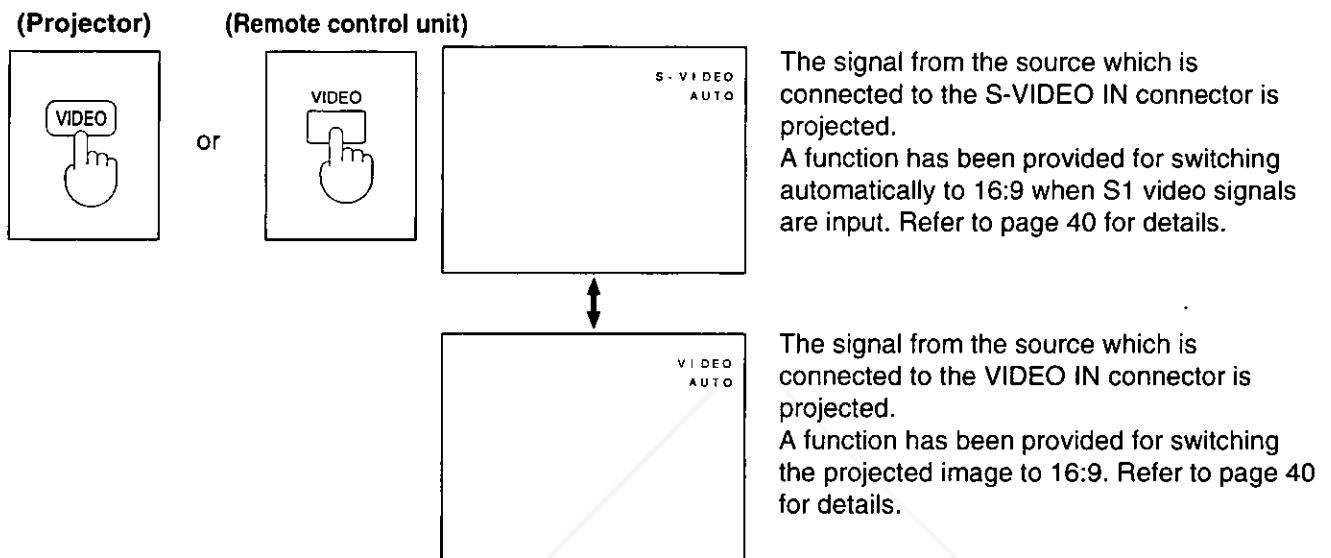 (Projector)
(Remote control unit)
VIDEO
or
VIDEO
S-VIDEO
AUTO
The signal from the source which is
connected to the S-VIDEO IN connector is
projected.
A function has been provided for switching
automatically to 16:9 when S1 video signals
are input. Refer to page 40 for details.
VIDEO
AUTO
The signal from the source which is
connected to the VIDEO IN connector is
projected.
A function has been provided for switching
the projected image to 16:9. Refer to page 40
for details.